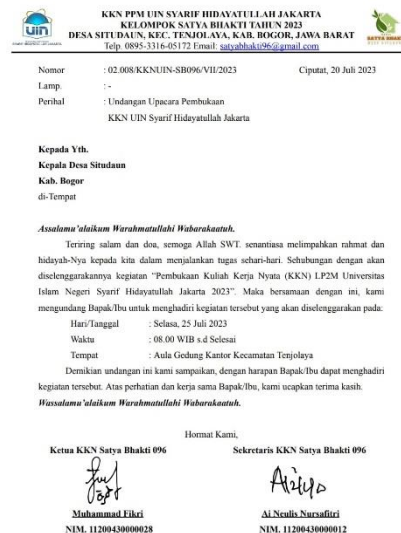 KKN PPM UIN SYARIF HIDAYATULLAH JAKARTA
KELOMPOK SATYA BHAKTI TAHUN 2023
DESA SITUDAUN, KEC. TENJOLAYA, KAB. BOGOR, JAWA BARAT
Telp. 0895-3316-05172 Email: satyabhakti96@gmail.com
uin
SATYA BHAKTI
Nomor : 02.008/KKNUIN-SB096/VII/2023 Ciputat, 20 Juli 2023
Lamp. : -
Perihal : Undangan Upacara Pembukaan
KKN UIN Syarif Hidayatullah Jakarta
Kepada Yth.
Kepala Desa Situdaun
Kab. Bogor
di-Tempat
Assalamu'alaikum Warahmatullahi Wabarakaatuh.
Teriring salam dan doa, semoga Allah SWT. senantiasa melimpahkan rahmat dan
hidayah-Nya kepada kita dalam menjalankan tugas sehari-hari. Sehubungan dengan akan
diselenggarakannya kegiatan "Pembukaan Kuliah Kerja Nyata (KKN) LP2M Universitas
Islam Negeri Syarif Hidayatullah Jakarta 2023". Maka bersamaan dengan ini, kami
mengundang Bapak/Ibu untuk menghadiri kegiatan tersebut yang akan diselenggarakan pada:
Hari/Tanggal : Selasa, 25 Juli 2023
Waktu : 08.00 WIB s.d Selesai
Tempat : Aula Gedung Kantor Kecamatan Tenjolaya
Demikian undangan ini kami sampaikan, dengan harapan Bapak/Ibu dapat menghadiri
kegiatan tersebut. Atas perhatian dan kerja sama Bapak/Ibu, kami ucapkan terima kasih.
Wassalamu'alaikum Warahmatullahi Wabarakaatuh.
Hormat Kami,
Ketua KKN Satya Bhakti 096 Sekretaris KKN Satya Bhakti 096
Muhammad Fikri Ai Neulis Nursafitri
NIM. 11200430000028 NIM. 11200430000012